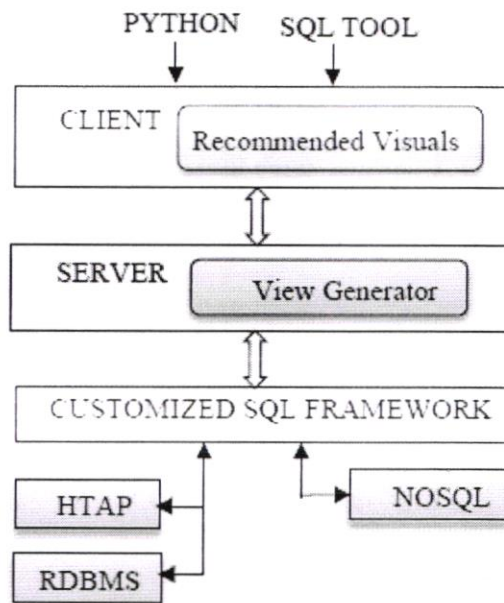 PYTHON SQL TOOL
CLIENT
Recommended Visuals
SERVER
View Generator
CUSTOMIZED SQL FRAMEWORK
HTAP
NOSQL
RDBMS